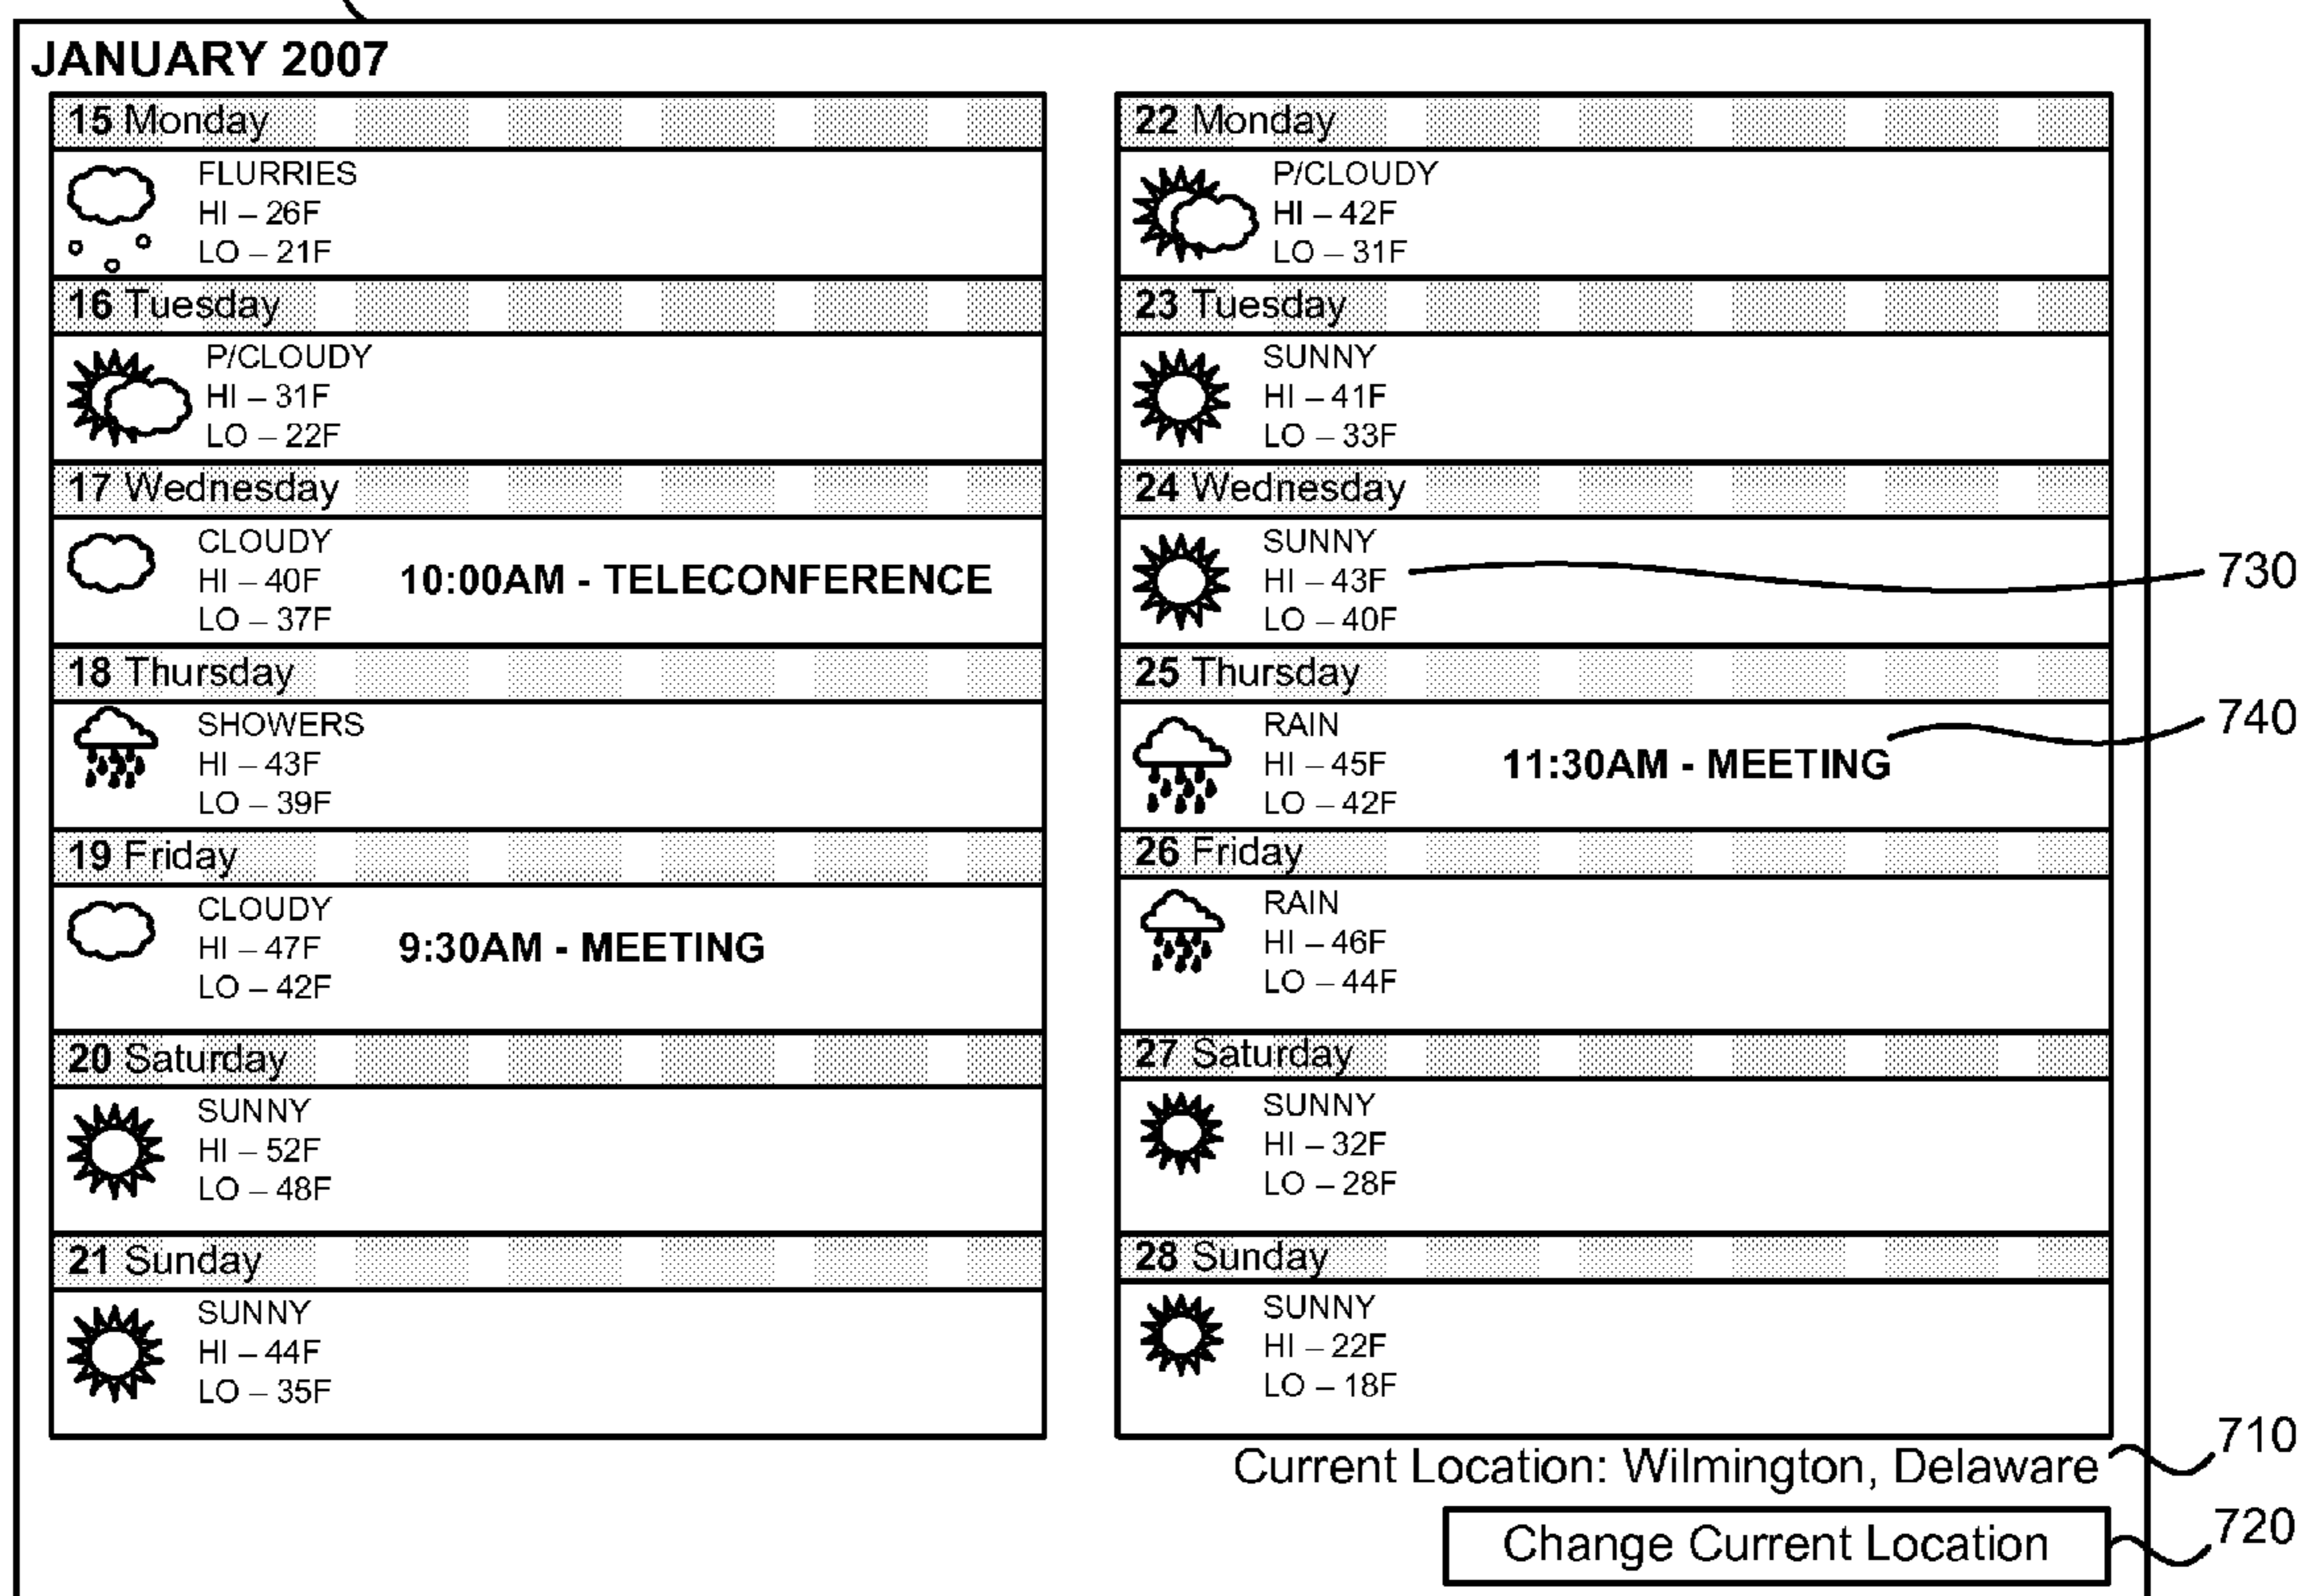 JANUARY 2007
15 Monday
FLURRIES
HI – 26F
LO – 21F
16 Tuesday
P/CLOUDY
HI – 31F
LO – 22F
17 Wednesday
CLOUDY
HI – 40F
10:00AM - TELECONFERENCE
LO – 37F
18 Thursday
SHOWERS
HI – 43F
LO – 39F
19 Friday
CLOUDY
HI – 47F
9:30AM - MEETING
LO – 42F
20 Saturday
SUNNY
HI – 52F
LO – 48F
21 Sunday
SUNNY
HI – 44F
LO – 35F
22 Monday
P/CLOUDY
HI – 42F
LO – 31F
23 Tuesday
SUNNY
HI – 41F
LO – 33F
24 Wednesday
SUNNY
HI – 43F
730
LO – 40F
25 Thursday
740
RAIN
HI – 45F
11:30AM - MEETING
LO – 42F
26 Friday
RAIN
HI – 46F
LO – 44F
27 Saturday
SUNNY
HI – 32F
LO – 28F
28 Sunday
SUNNY
HI – 22F
LO – 18F
710
Current Location: Wilmington, Delaware
720
Change Current Location